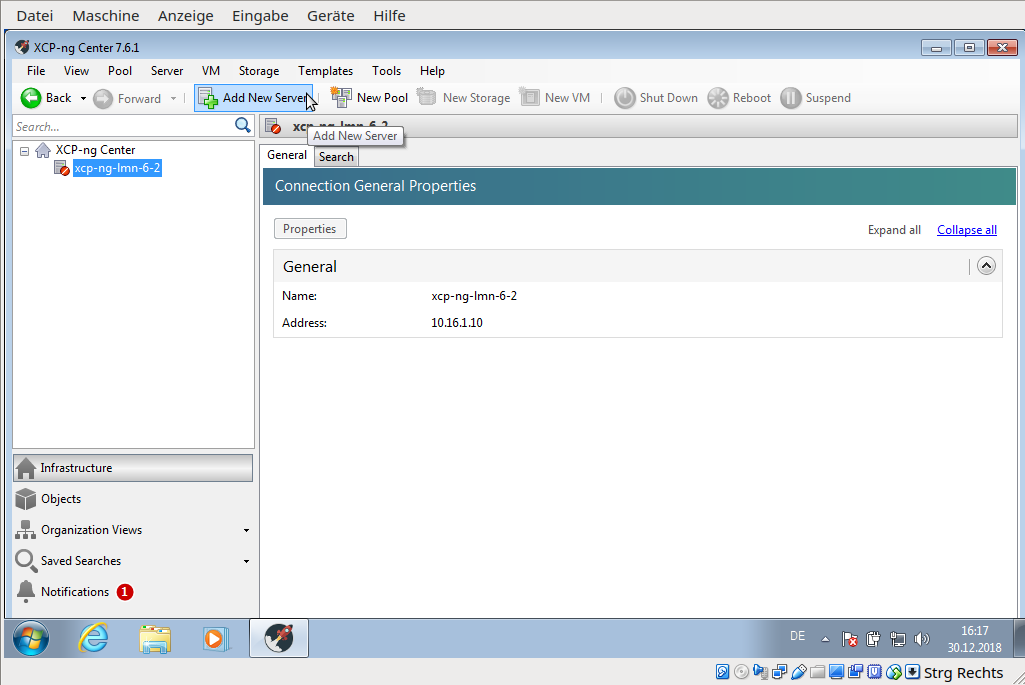 Datei Maschine Anzeige Eingabe Geräte Hilfe
XCP-ng Center 7.6.1
File View Pool Server VM Storage Templates Tools Help
Back Forward Add New Server New Pool New Storage New VM Shut Down Reboot Suspend
Search...
xcp-ng-lmn-6-2
Add New Server
XCP-ng Center
xcp-ng-lmn-6-2
General Search
Connection General Properties
Properties
Expand all Collapse all
General
Name: xcp-ng-lmn-6-2
Address: 10.16.1.10
Infrastructure
Objects
Organization Views
Saved Searches
Notifications 1
DE
16:17
30.12.2018
Strg Rechts